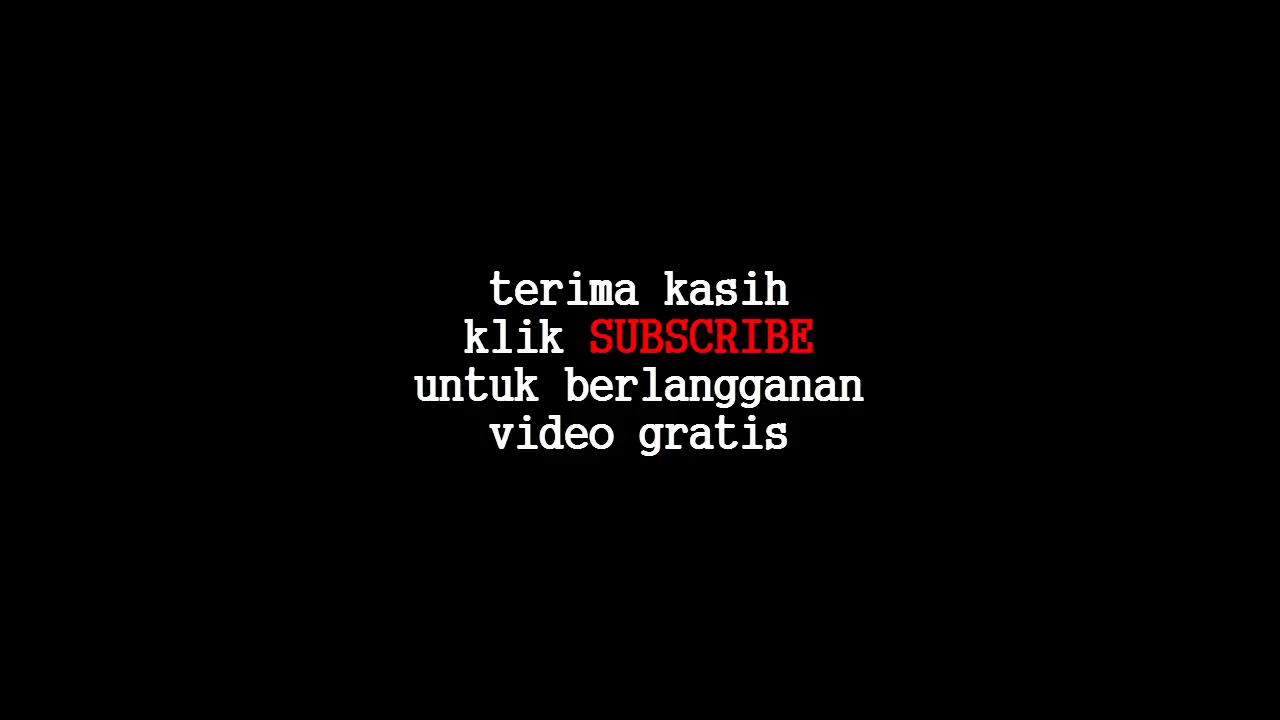 terima kasih
klik SUBSCRIBE
untuk berlangganan
video gratis